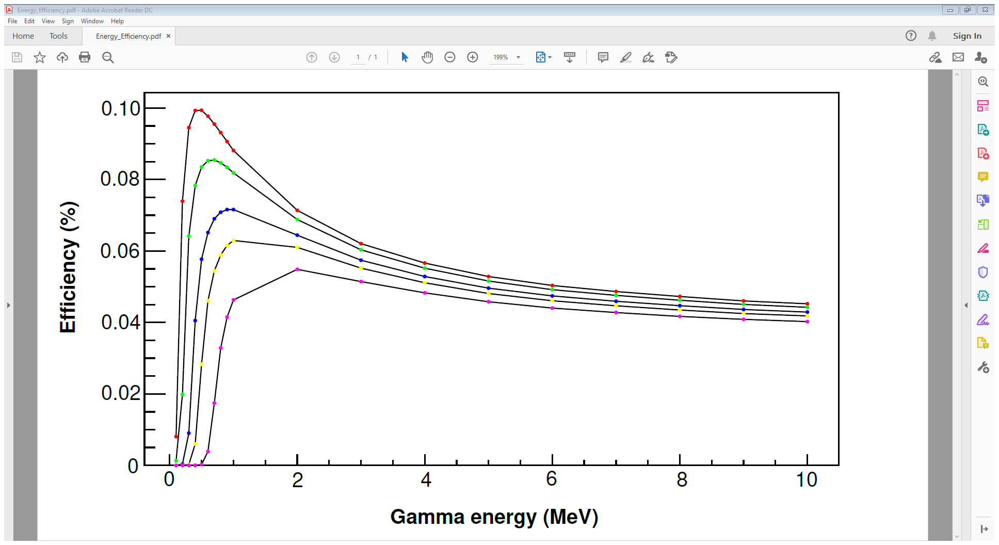 Energy_Efficiency.pdf - Adobe Acrobat Reader DC
File Edit View Sign Window Help
Home Tools Energy_Efficiency.pdf × Sign In
1 / 1 199%
0.10
0.08
0.06
0.04
0.02
0
Efficiency (%)
0 2 4 6 8 10
Gamma energy (MeV)